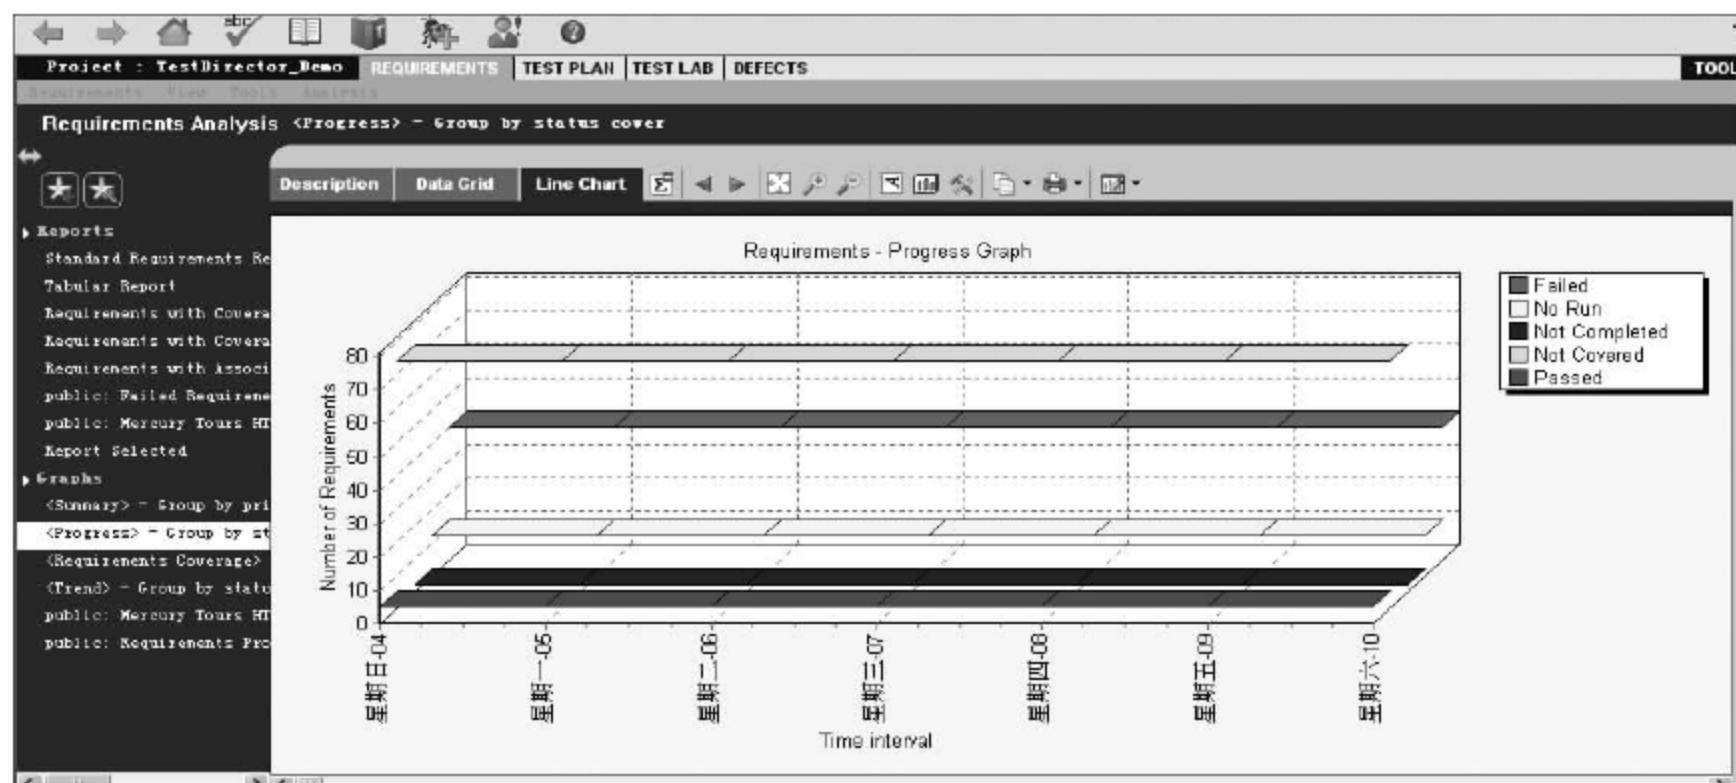 abc
Project : TestDirector_Demo REQUIREMENTS TEST PLAN TEST LAB DEFECTS TOOL
Requirements View Tools Analysis
Requirements Analysis <Progress> - Group by status cover
Description Data Grid Line Chart
Reports
Standard Requirements Re
Tabular Report
Requirements with Covera
Requirements with Covera
Requirements with Associ
public: Failed Requireme
public: Mercury Tours HT
Report Selected
Graphs
<Summary> - Group by pri
<Progress> - Group by st
<Requirements Coverage>
<Trend> - Group by statu
public: Mercury Tours HT
public: Requirements Pro
Requirements - Progress Graph
Number of Requirements
80
70
60
50
40
30
20
10
0
星期日-04
星期一-05
星期二-06
星期三-07
星期四-08
星期五-09
星期六-10
Time interval
Failed
No Run
Not Completed
Not Covered
Passed